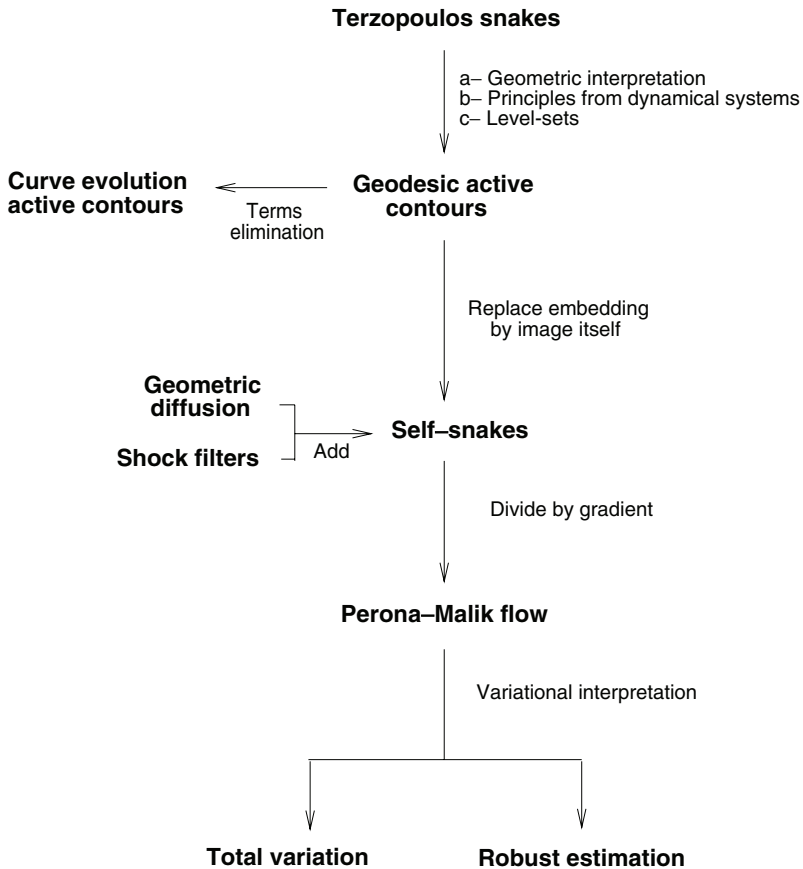 Terzopoulos snakes
a– Geometric interpretation
b– Principles from dynamical systems
c– Level-sets
Curve evolution
active contours
Terms
elimination
Geodesic active
contours
Replace embedding
by image itself
Geometric
diffusion
Shock filters
Add
Self–snakes
Divide by gradient
Perona–Malik flow
Variational interpretation
Total variation
Robust estimation